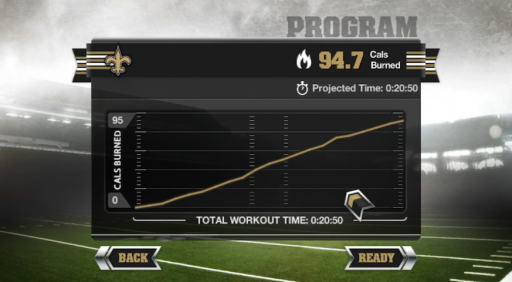 PROGRAM
94.7 Cals Burned
Projected Time: 0:20:50
95
CALS BURNED
0
TOTAL WORKOUT TIME: 0:20:50
BACK
READY